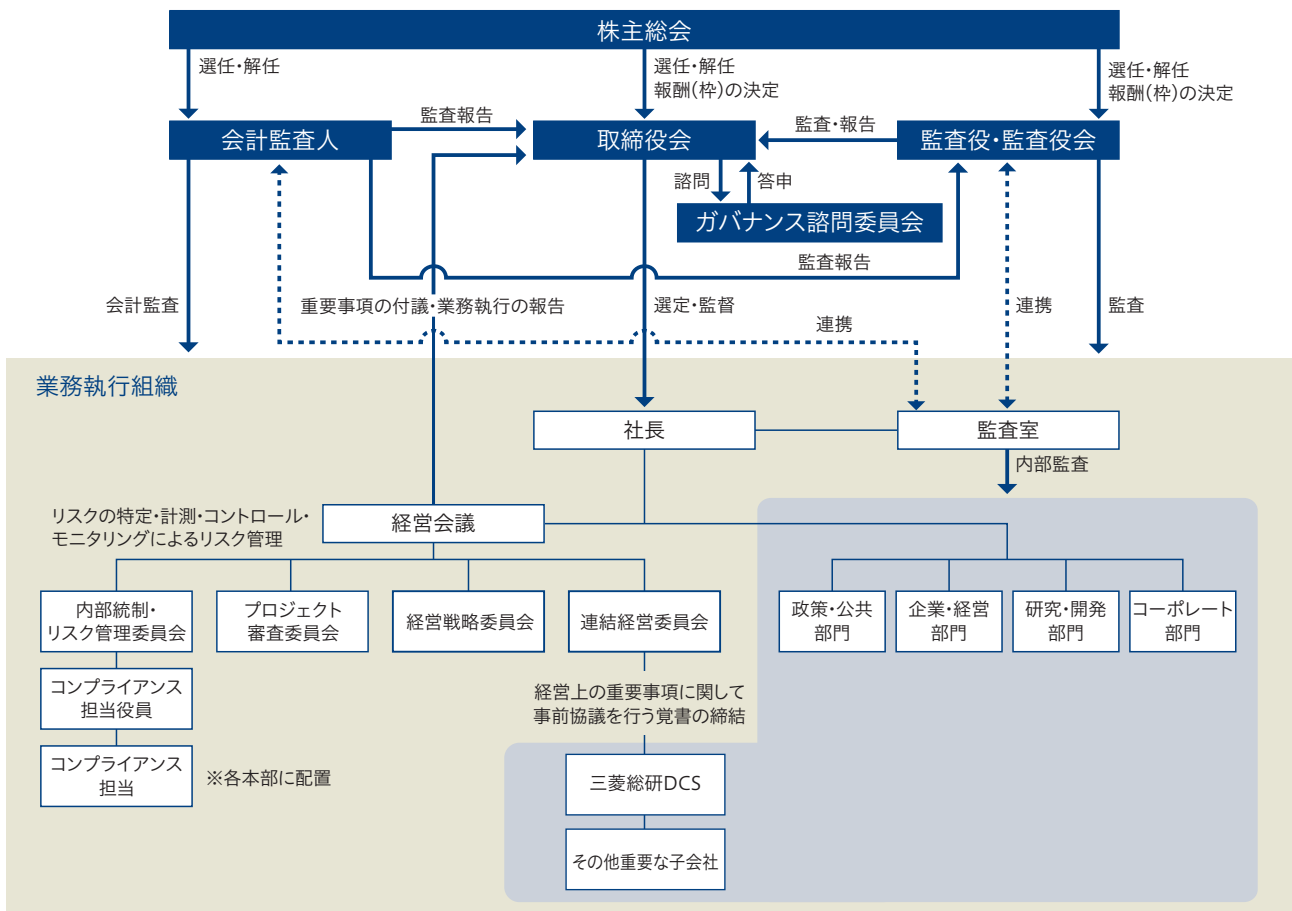 株主総会
選任・解任
選任・解任
報酬(枠)の決定
選任・解任
報酬(枠)の決定
会計監査人
監査報告
取締役会
監査・報告
監査役・監査役会
諮問
答申
ガバナンス諮問委員会
監査報告
会計監査
重要事項の付議・業務執行の報告
選定・監督
連携
連携
監査
業務執行組織
社長
監査室
内部監査
リスクの特定・計測・コントロール・
モニタリングによるリスク管理
経営会議
内部統制・
リスク管理委員会
プロジェクト
審査委員会
経営戦略委員会
連結経営委員会
政策・公共
部門
企業・経営
部門
研究・開発
部門
コーポレート
部門
コンプライアンス
担当役員
経営上の重要事項に関して
事前協議を行う覚書の締結
コンプライアンス
担当
※各本部に配置
三菱総研DCS
その他重要な子会社